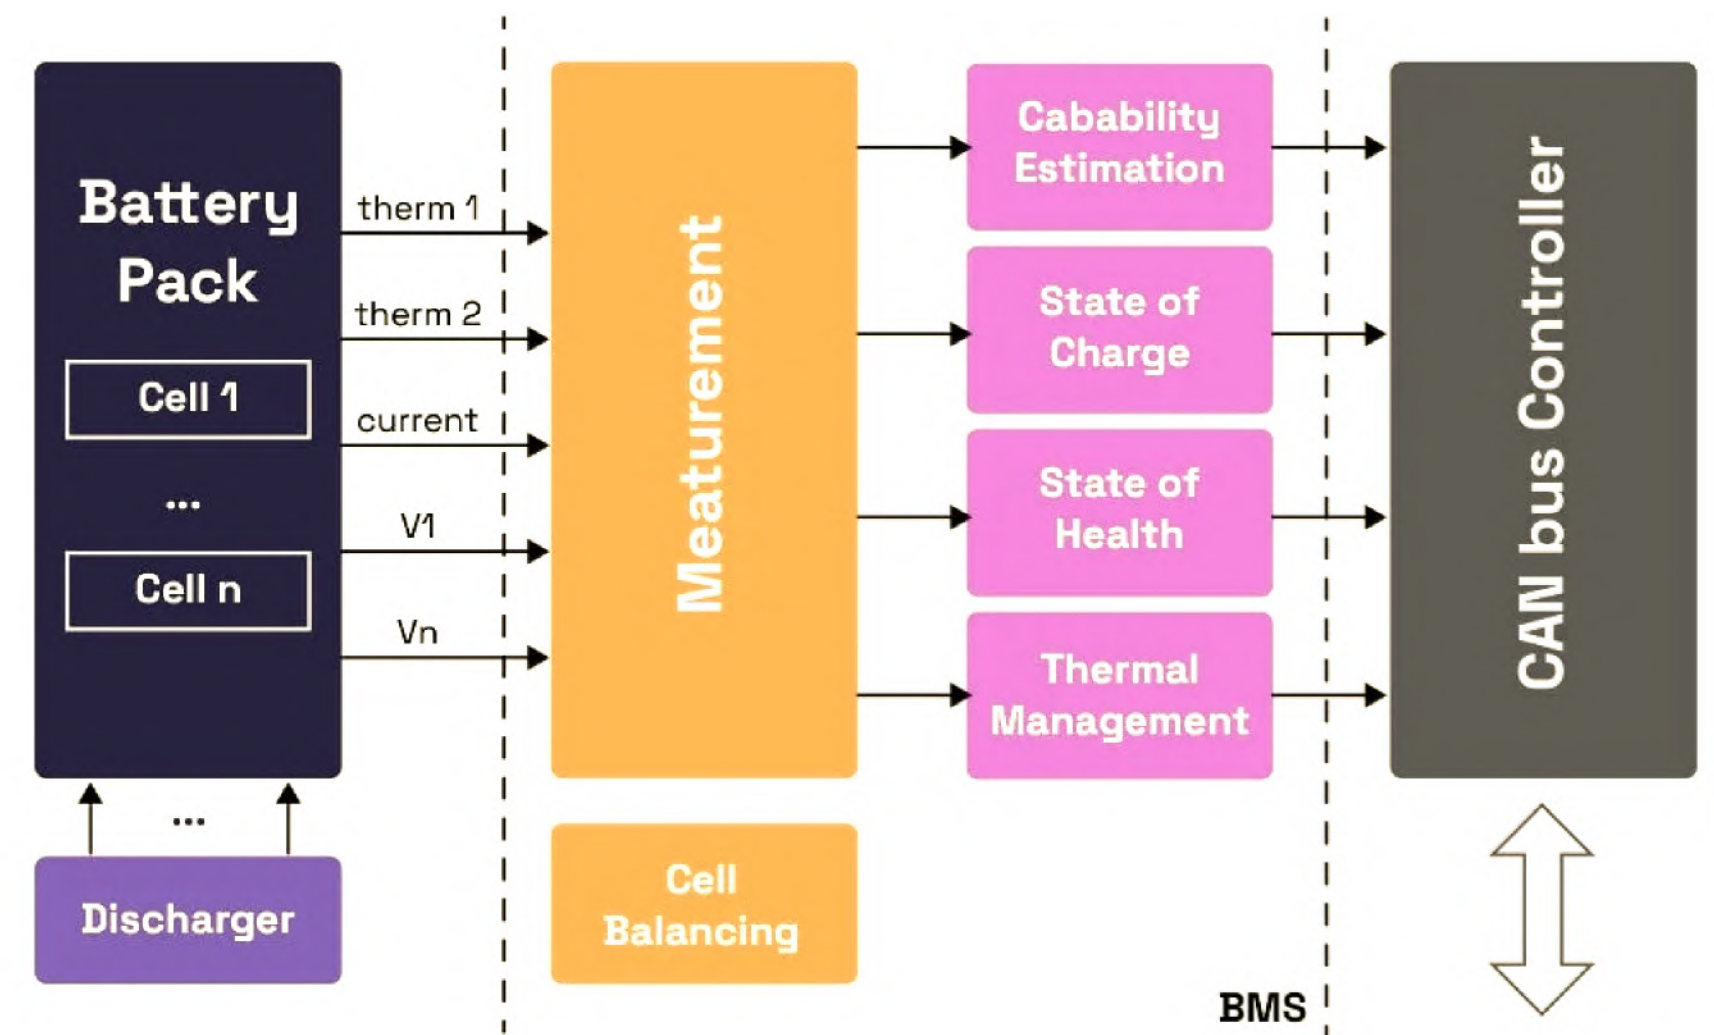 Battery
Pack
Cell 1
...
Cell n
therm 1
therm 2
current
V1
Vn
...
Discharger
Meaturement
Cell
Balancing
Cabability
Estimation
State of
Charge
State of
Health
Thermal
Management
BMS
CAN bus Controller